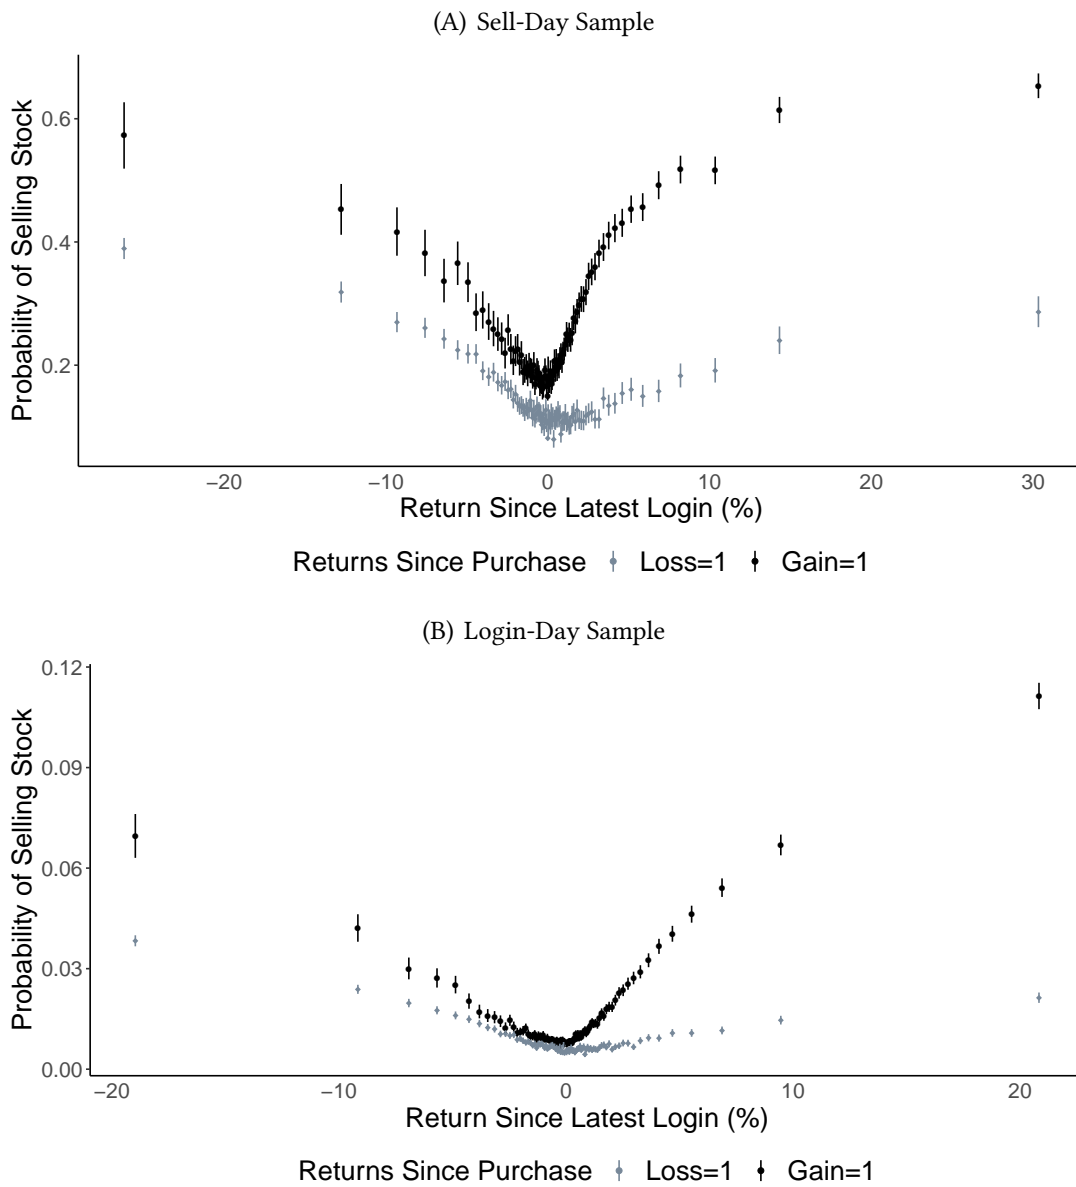 (A) Sell-Day Sample
Probability of Selling Stock
0.6
0.4
0.2
−20 −10 0 10 20 30
Return Since Latest Login (%)
Returns Since Purchase Loss=1 Gain=1
(B) Login-Day Sample
Probability of Selling Stock
0.12
0.09
0.06
0.03
0.00
−20 −10 0 10 20
Return Since Latest Login (%)
Returns Since Purchase Loss=1 Gain=1